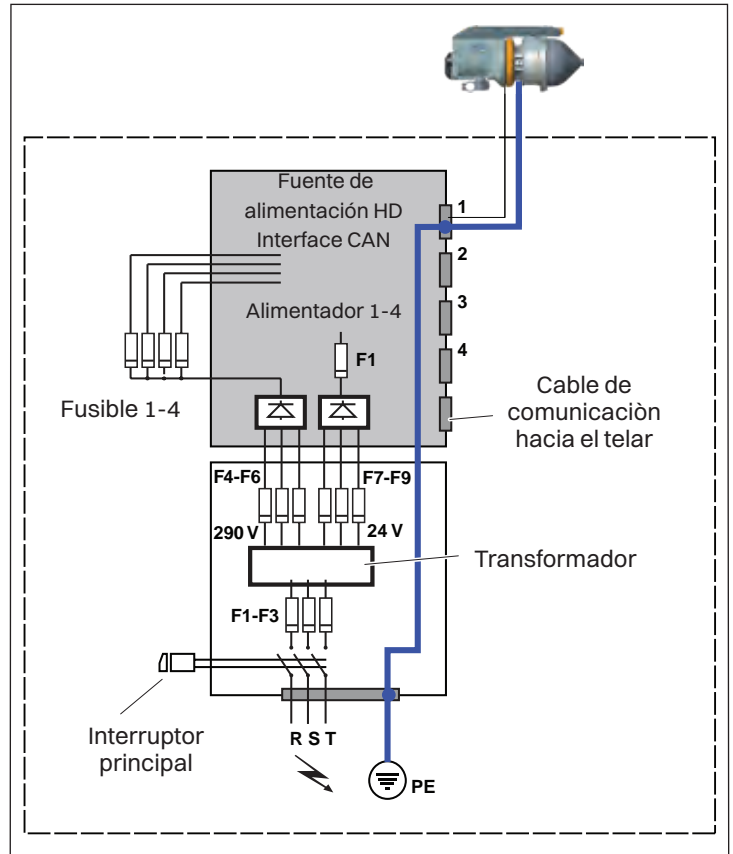 Fuente de
alimentación HD
Interface CAN
1
2
3
4
Alimentador 1-4
F1
Fusible 1-4
Cable de
comunicaciòn
hacia el telar
F4-F6
F7-F9
290 V
24 V
Transformador
F1-F3
Interruptor
principal
R S T
PE